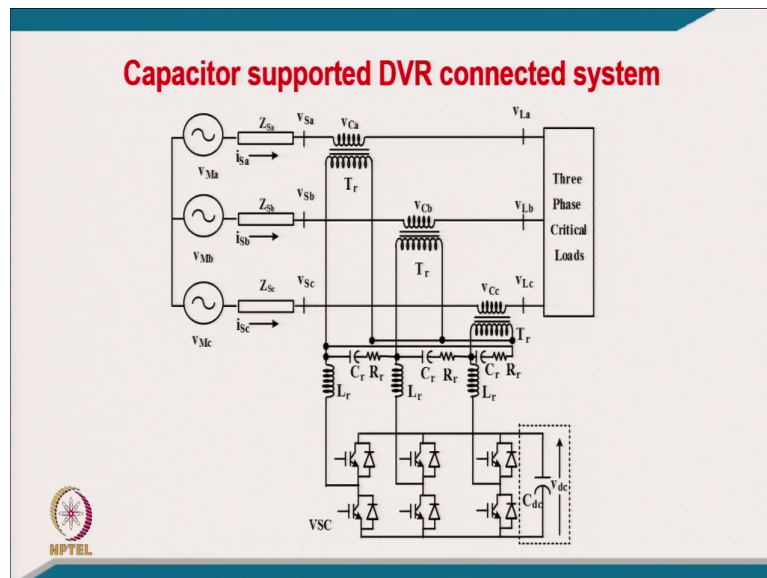 Capacitor supported DVR connected system
Z_Sa v_Sa v_Ca v_La
i_Sa
v_Ma
T_r
Three
Phase
Critical
Loads
Z_Sb v_Sb v_Cb v_Lb
i_Sb
v_Mb
T_r
Z_Sc v_Sc v_Cc v_Lc
i_Sc
v_Mc
T_r
C_r R_r C_r R_r C_r R_r
L_r L_r L_r
v_dc
C_dc
VSC
NPTEL